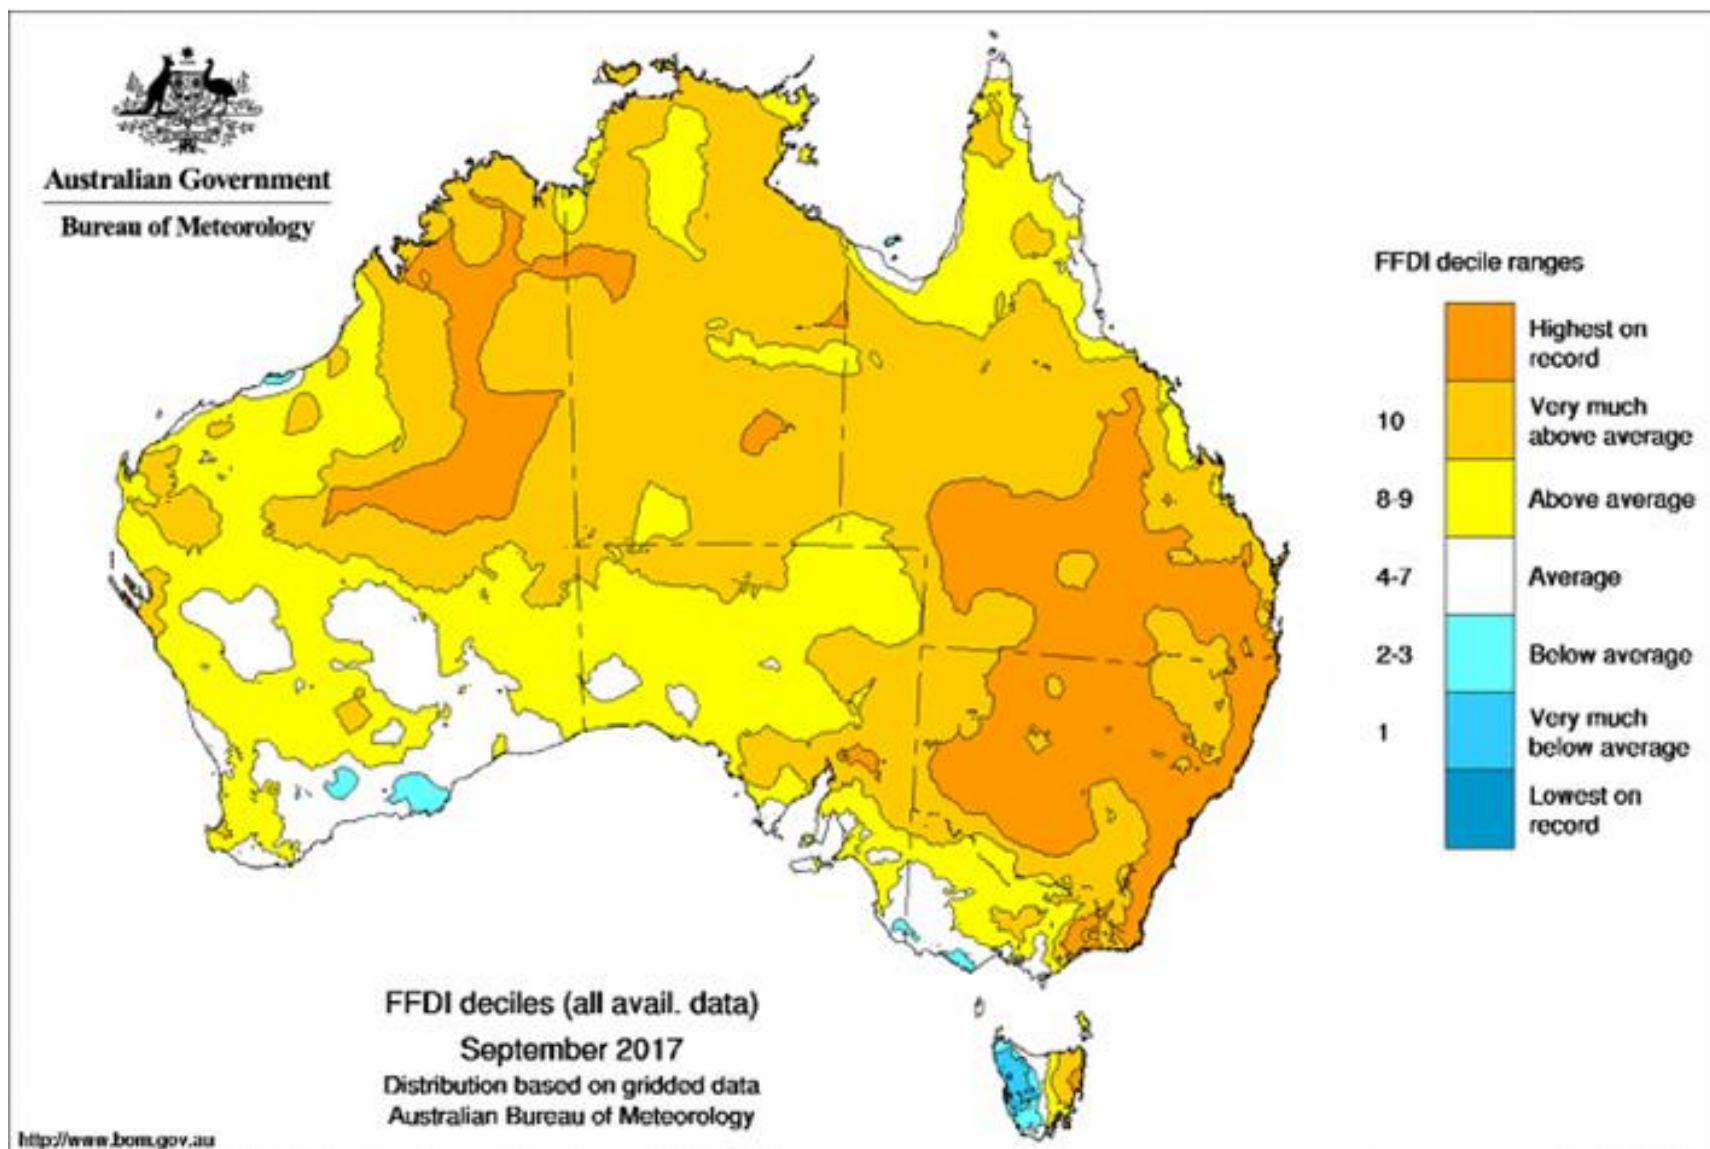 Australian Government
Bureau of Meteorology
FFDI decile ranges
Highest on
record
10
Very much
above average
8-9
Above average
4-7
Average
2-3
Below average
1
Very much
below average
Lowest on
record
FFDI deciles (all avail. data)
September 2017
Distribution based on gridded data
Australian Bureau of Meteorology
http://www.bom.gov.au